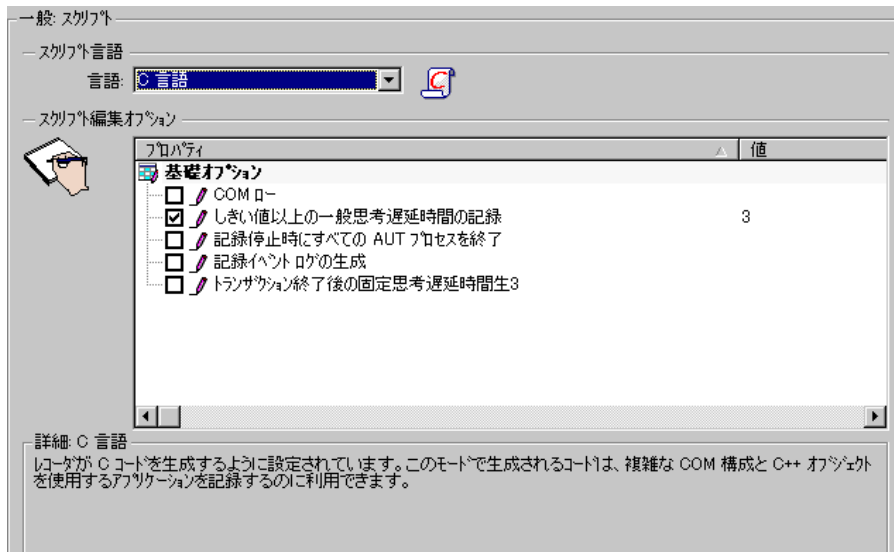 一般: スクリプト
スクリプト言語
言語: C 言語
スクリプト編集オプション
プロパティ 値
基礎オプション
COM ロー
しきい値以上の一般思考遅延時間の記録 3
記録停止時にすべての AUT プロセスを終了
記録イベント ログの生成
トランザクション終了後の固定思考遅延時間生3
詳細: C 言語
レコーダが C コードを生成するように設定されています。このモードで生成されるコードは、複雑な COM 構成と C++ オブジェクト
を使用するアプリケーションを記録するのに利用できます。